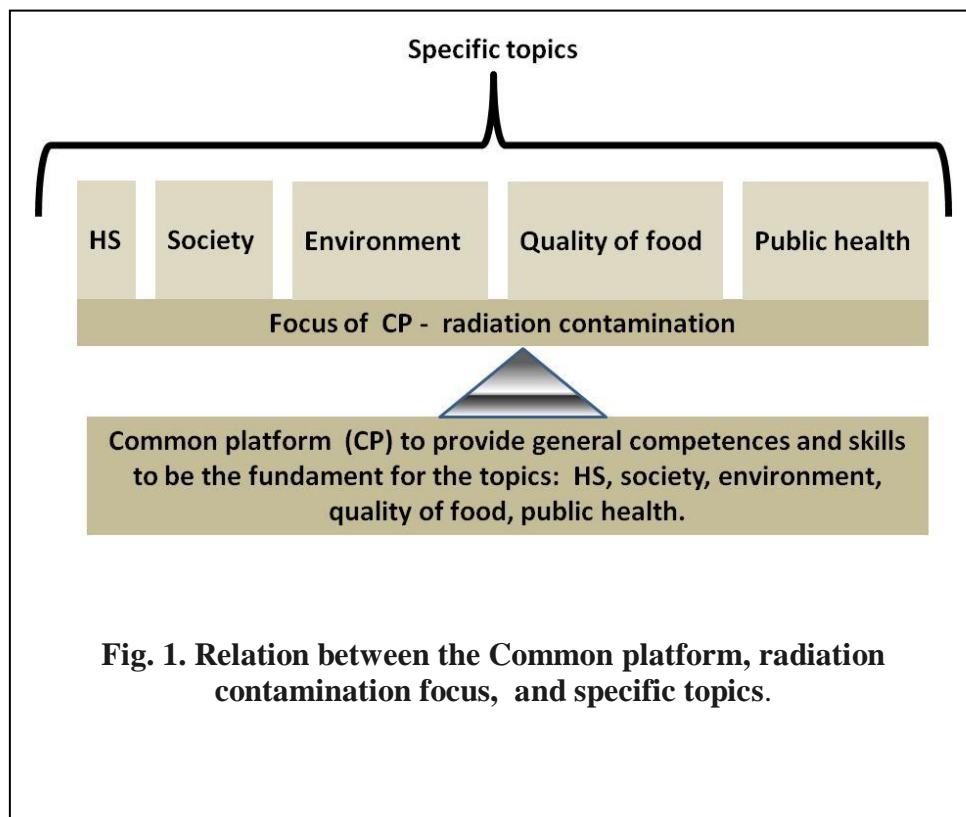 Specific topics
HS
Society
Environment
Quality of food
Public health
Focus of CP - radiation contamination
Common platform (CP) to provide general competences and skills
to be the fundament for the topics: HS, society, environment,
quality of food, public health.
Fig. 1. Relation between the Common platform, radiation
contamination focus, and specific topics.